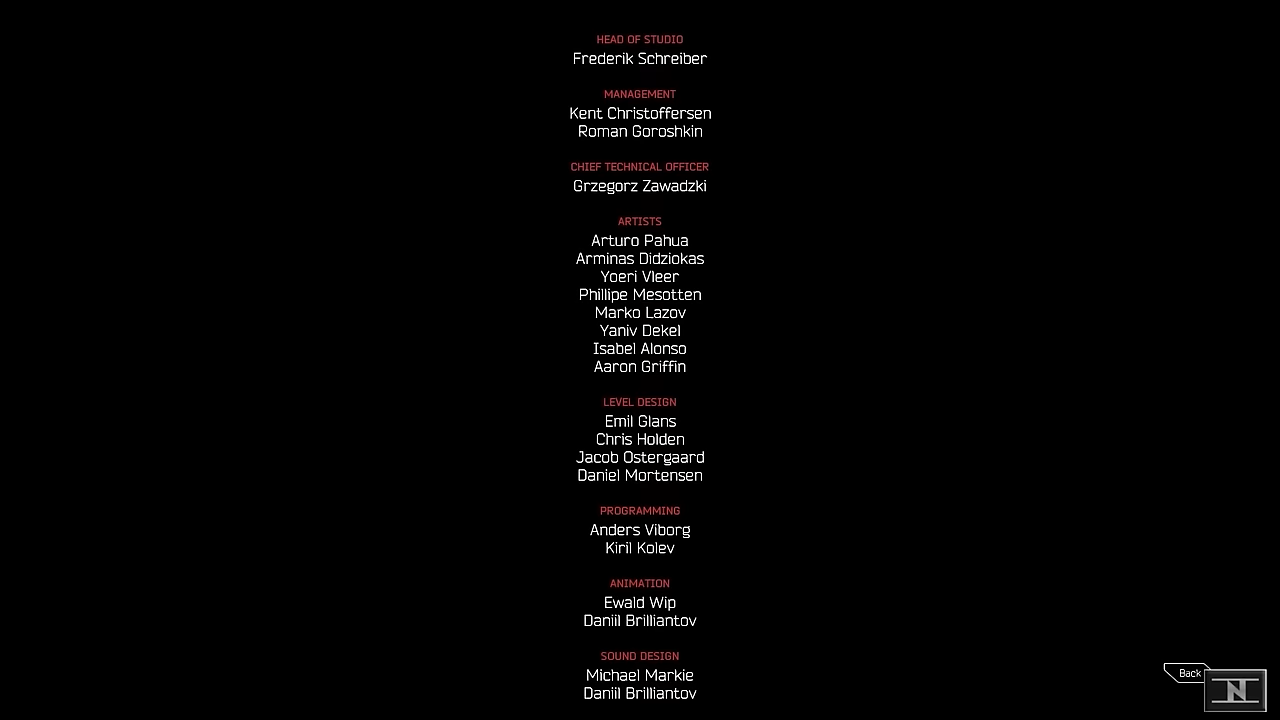 HEAD OF STUDIO
Frederik Schreiber
MANAGEMENT
Kent Christoffersen
Roman Goroshkin
CHIEF TECHNICAL OFFICER
Grzegorz Zawadzki
ARTISTS
Arturo Pahua
Arminas Didziokas
Yoeri Vleer
Phillipe Mesotten
Marko Lazov
Yaniv Dekel
Isabel Alonso
Aaron Griffin
LEVEL DESIGN
Emil Glans
Chris Holden
Jacob Ostergaard
Daniel Mortensen
PROGRAMMING
Anders Viborg
Kiril Kolev
ANIMATION
Ewald Wip
Daniil Brilliantov
SOUND DESIGN
Michael Markie
Daniil Brilliantov
Back
N